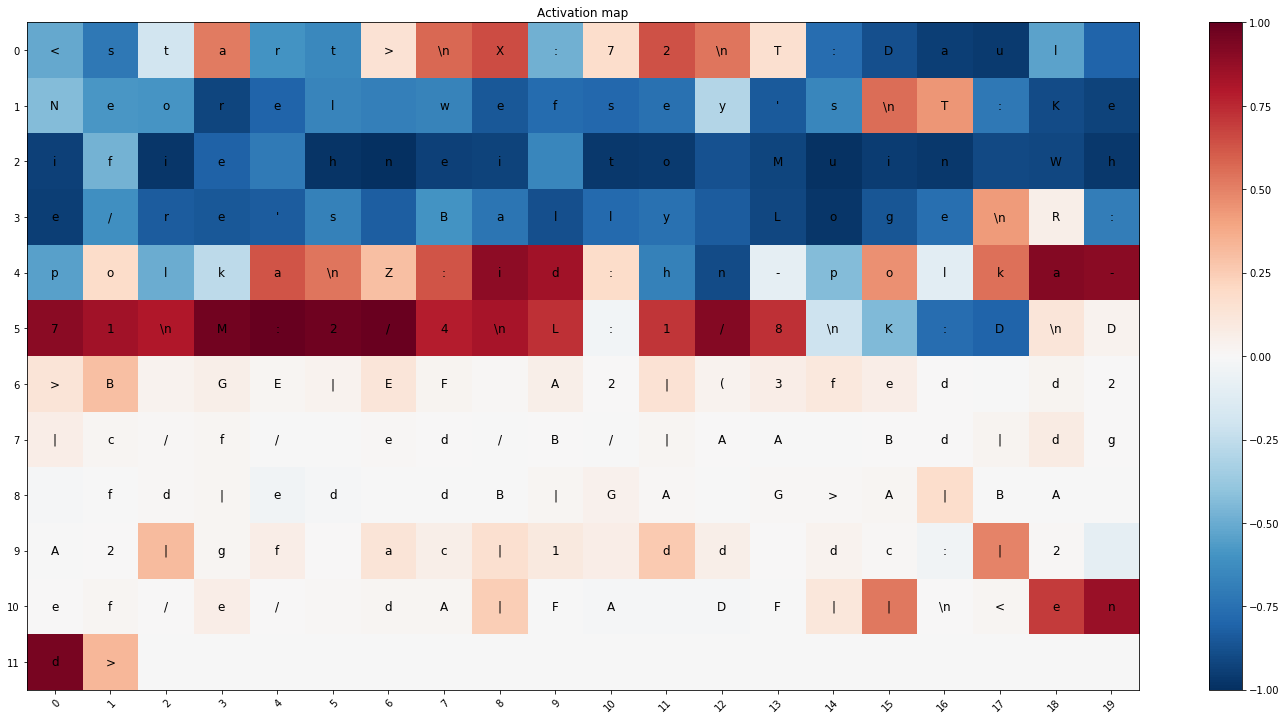 Activation map
0 < s t a r t > \n X : 7 2 \n T : D a u l
1 N e o r e l w e f s e y ' s \n T : K e
2 i f i e h n e i t o M u i n W h
3 e / r e ' s B a l l y L o g e \n R :
4 p o l k a \n Z : i d : h n - p o l k a -
5 7 1 \n M : 2 / 4 \n L : 1 / 8 \n K : D \n D
6 > B G E | E F A 2 | ( 3 f e d d 2
7 | c / f / e d / B / | A A B d | d g
8 f d | e d d B | G A G > A | B A
9 A 2 | g f a c | 1 d d d c : | 2
10 e f / e / d A | F A D F | | \n < e n
11 d >
0 1 2 3 4 5 6 7 8 9 10 11 12 13 14 15 16 17 18 19
1.00
0.75
0.50
0.25
0.00
−0.25
−0.50
−0.75
−1.00